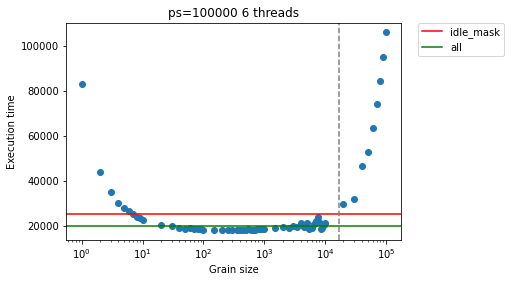 ps=100000 6 threads
idle_mask
all
100000
80000
60000
40000
20000
Execution time
10^0
10^1
10^2
10^3
10^4
10^5
Grain size